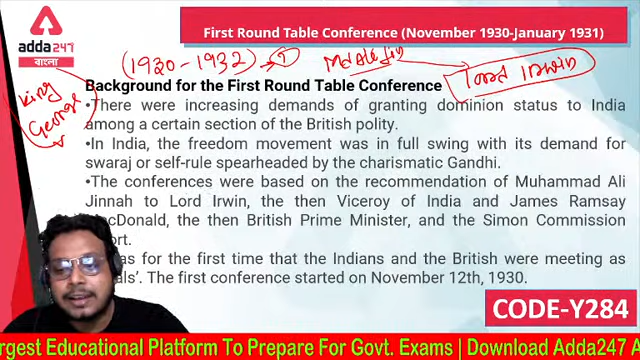 First Round Table Conference (November 1930-January 1931)
adda247
বাংলা
(1930-1932)
Lord Irwin
King
George
Background for the First Round Table Conference
•There were increasing demands of granting dominion status to India
among a certain section of the British polity.
•In India, the freedom movement was in full swing with its demand for
swaraj or self-rule spearheaded by the charismatic Gandhi.
•The conferences were based on the recommendation of Muhammad Ali
Jinnah to Lord Irwin, the then Viceroy of India and James Ramsay
MacDonald, the then British Prime Minister, and the Simon Commission
as for the first time that the Indians and the British were meeting as
The first conference started on November 12th, 1930.
CODE-Y284
rgest Educational Platform To Prepare For Govt. Exams | Download Adda247 A